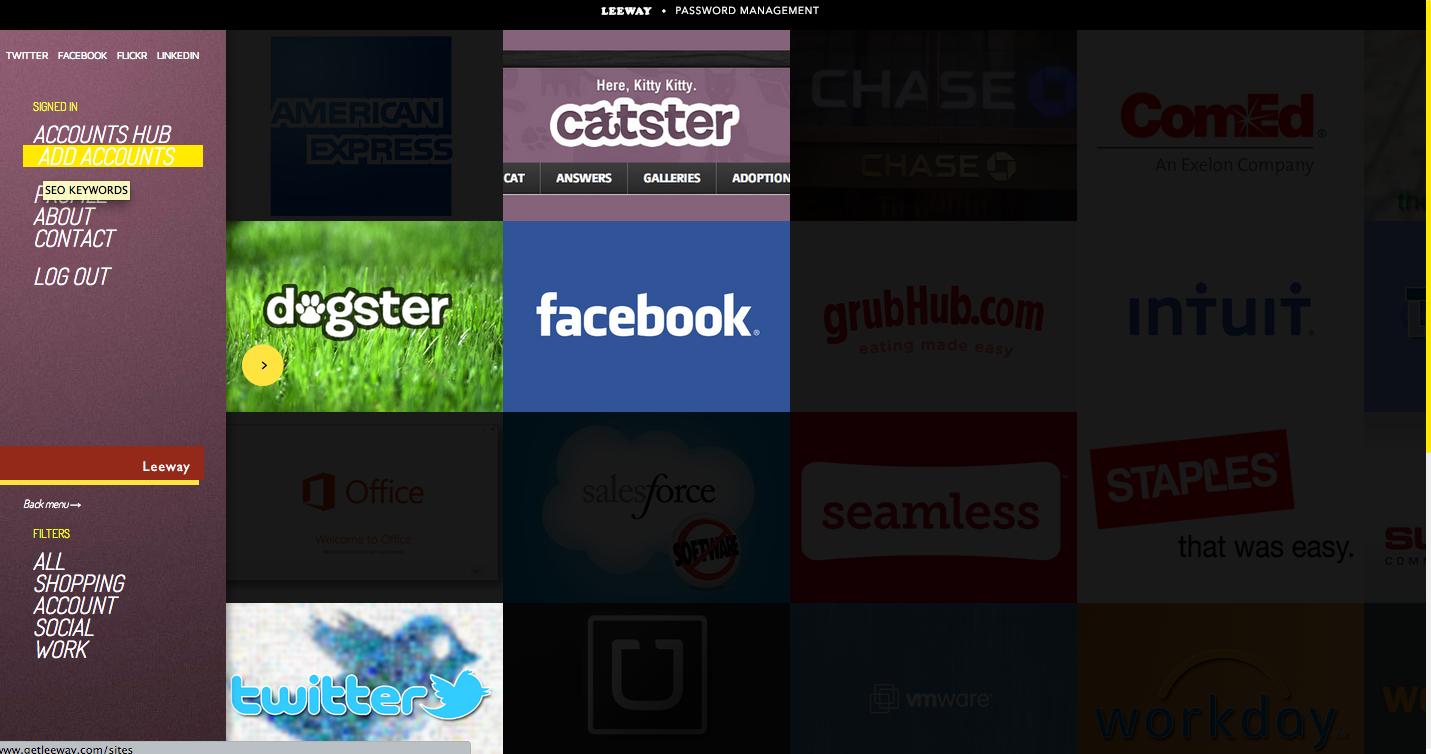 LEEWAY • PASSWORD MANAGEMENT
TWITTER FACEBOOK FLICKR LINKEDIN
SIGNED IN
ACCOUNTS HUB
ADD ACCOUNTS
SEO KEYWORDS
PROFILE
ABOUT
CONTACT
LOG OUT
Leeway
Back menu→
FILTERS
ALL
SHOPPING
ACCOUNT
SOCIAL
WORK
www.getleeway.com/sites
AMERICAN
EXPRESS
Here, Kitty Kitty.
catster
CAT ANSWERS GALLERIES ADOPTION
CHASE
CHASE
ComEd®
An Exelon Company
dogster
>
facebook®
grubHub.com
eating made easy
intuit
Office
Welcome to Office
salesforce
SOFTWARE
seamless
STAPLES
that was easy.
twitter
U
vmware
workday